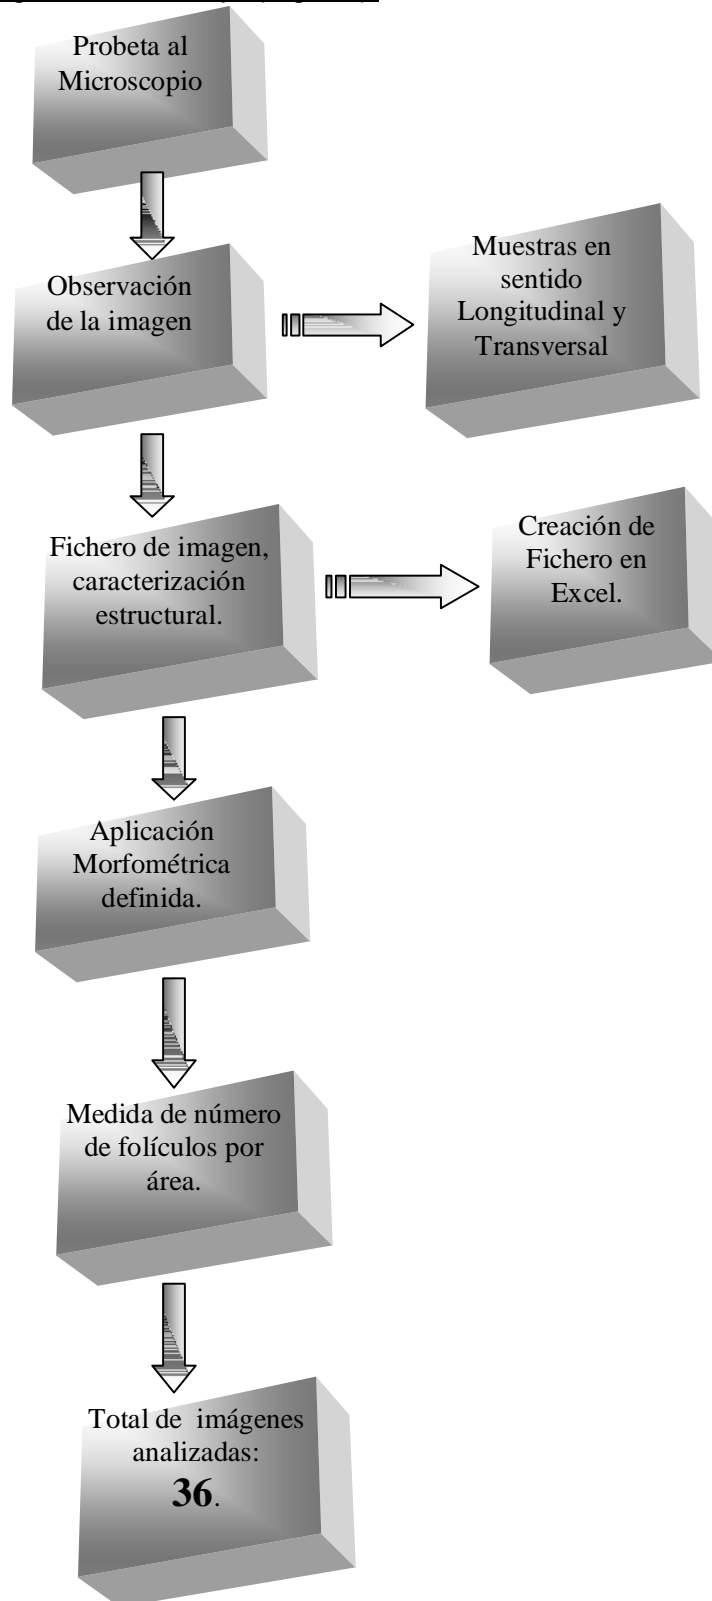 Probeta al
Microscopio
Observación
de la imagen
Muestras en
sentido
Longitudinal y
Transversal
Fichero de imagen,
caracterización
estructural.
Creación de
Fichero en
Excel.
Aplicación
Morfométrica
definida.
Medida de número
de folículos por
área.
Total de  imágenes
analizadas:
36.